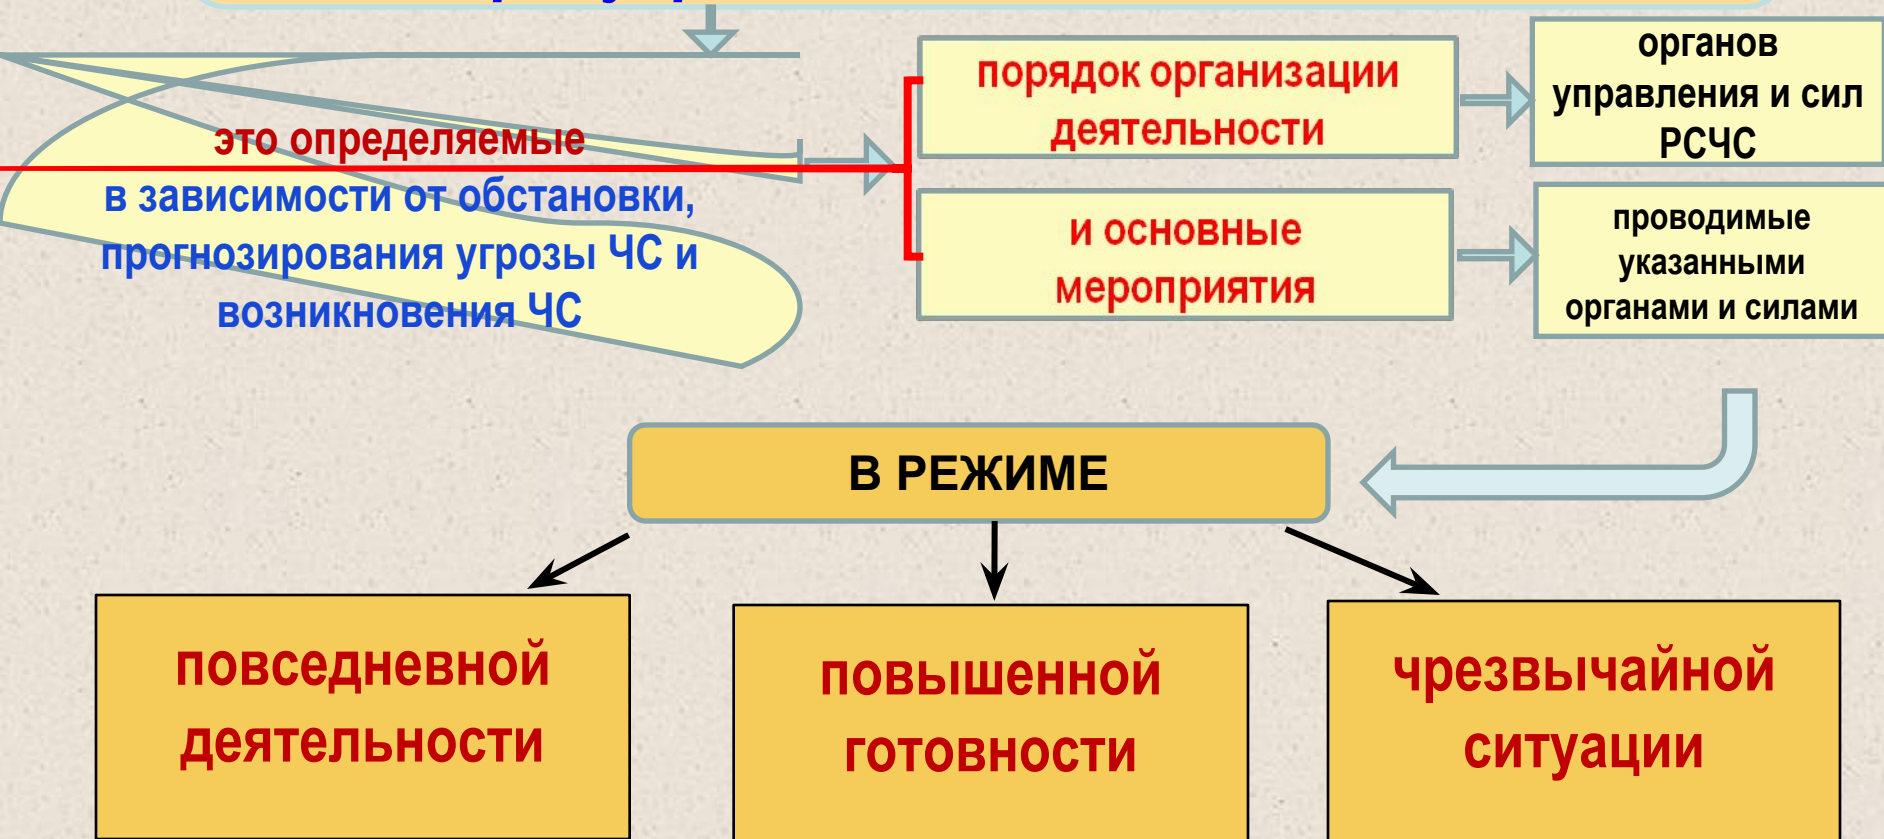 это определяемые
в зависимости от обстановки,
прогнозирования угрозы ЧС и
возникновения ЧС
порядок организации
деятельности
органов
управления и сил
РСЧС
и основные
мероприятия
проводимые
указанными
органами и силами
В РЕЖИМЕ
повседневной
деятельности
повышенной
готовности
чрезвычайной
ситуации